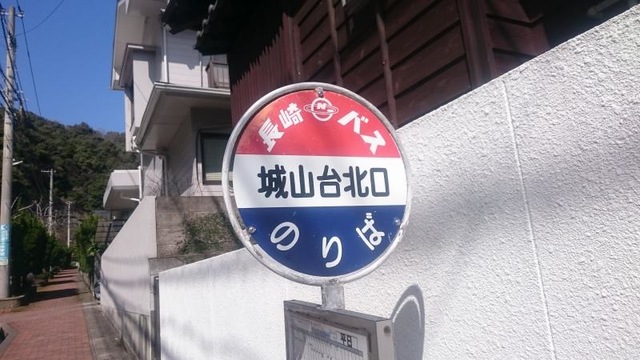 長崎 N バス
城山台北口
のりば
平日